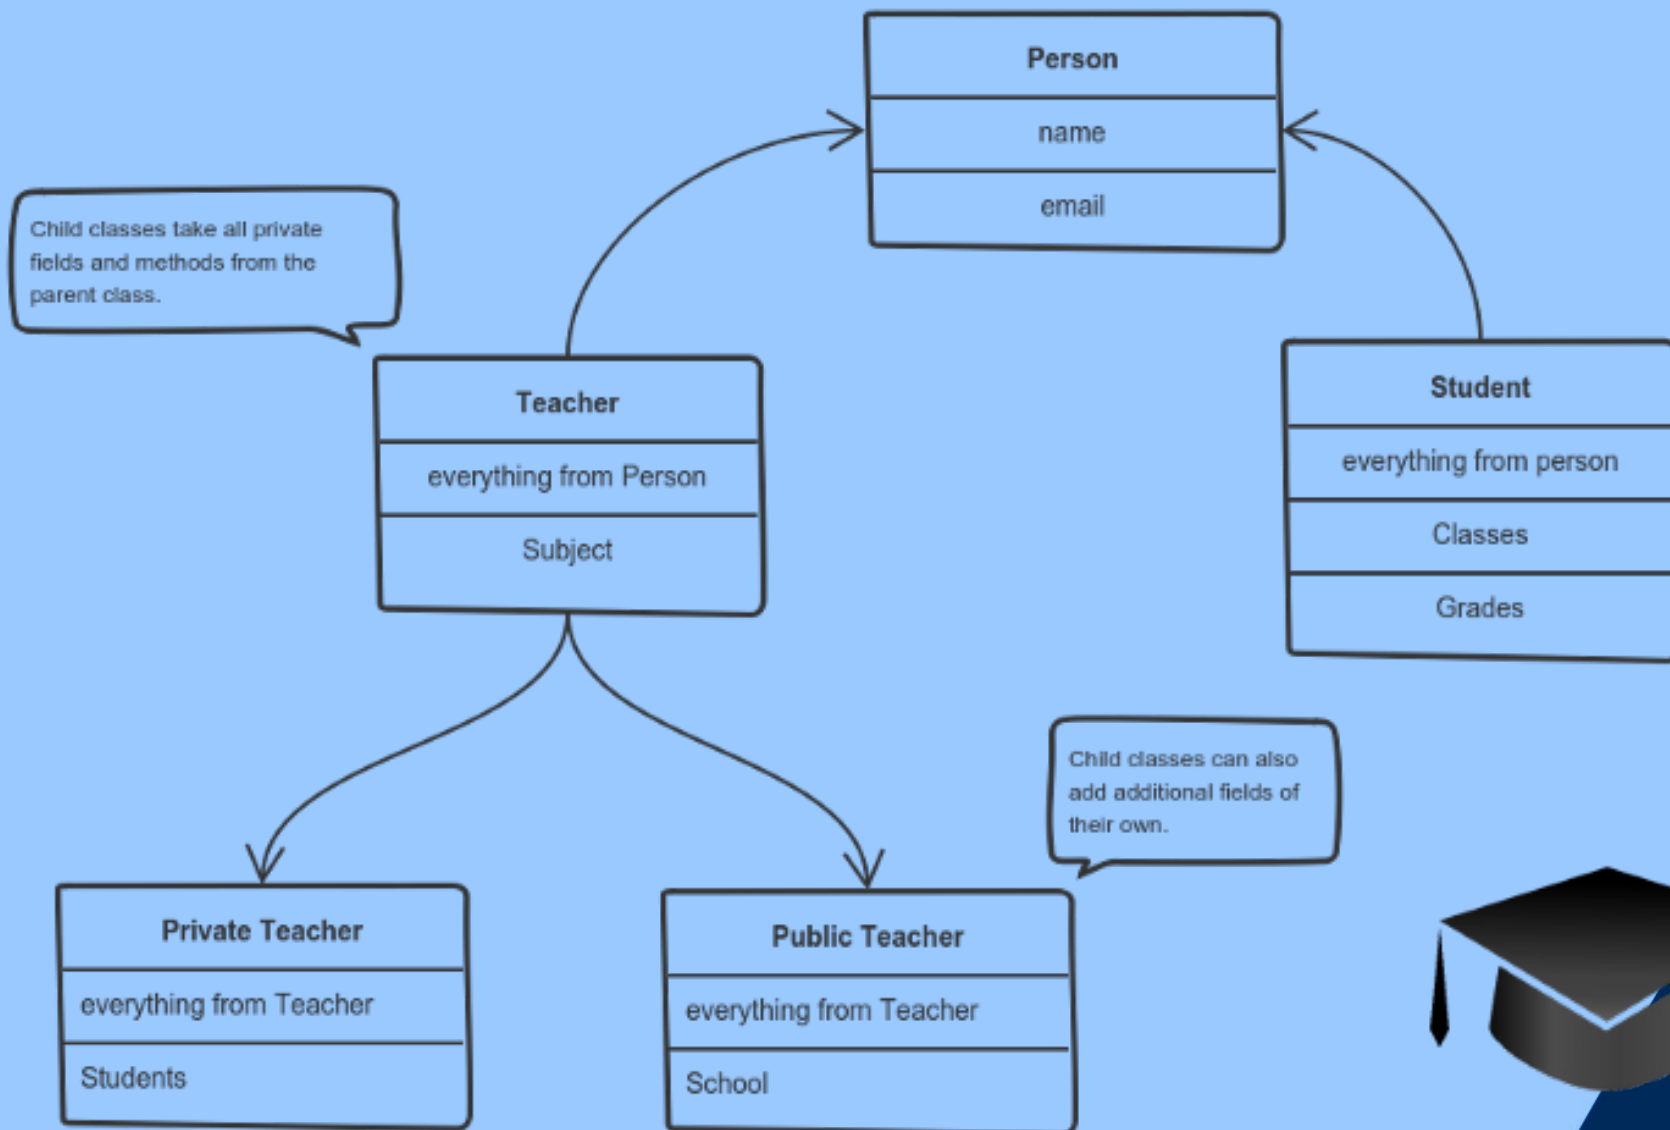 Person
name
email
Child classes take all private
fields and methods from the
parent class.
Teacher
everything from Person
Subject
Student
everything from person
Classes
Grades
Child classes can also
add additional fields of
their own.
Private Teacher
everything from Teacher
Students
Public Teacher
everything from Teacher
School